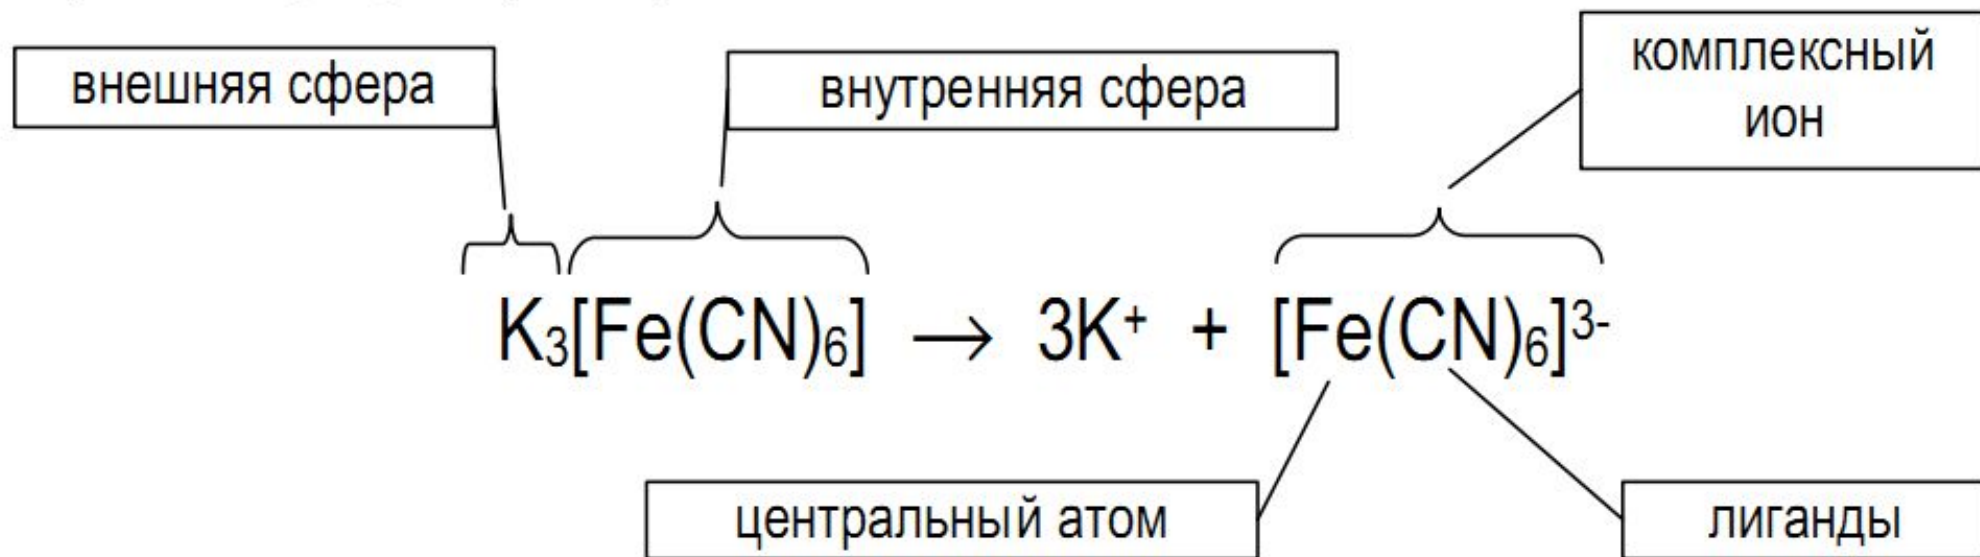 внешняя сфера
внутренняя сфера
комплексный
ион
K₃[Fe(CN)₆] → 3K⁺ + [Fe(CN)₆]³⁻
центральный атом
лиганды